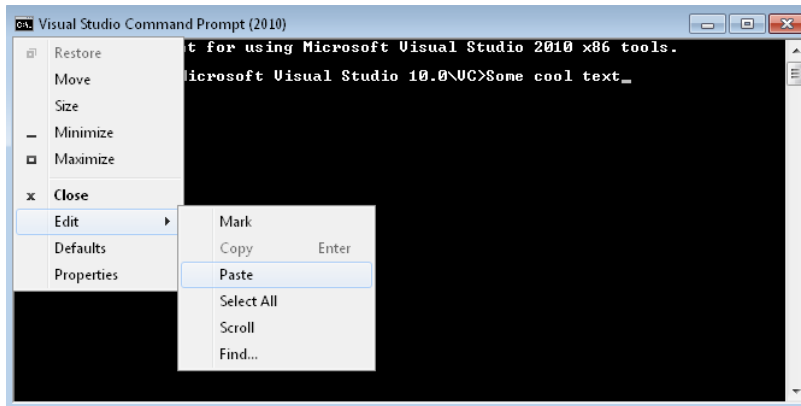 Visual Studio Command Prompt (2010)
Restore
t for using Microsoft Visual Studio 2010 x86 tools.
Move
icrosoft Visual Studio 10.0\VC>Some cool text_
Size
Minimize
Maximize
x Close
Edit
Defaults
Properties
Mark
Copy Enter
Paste
Select All
Scroll
Find...